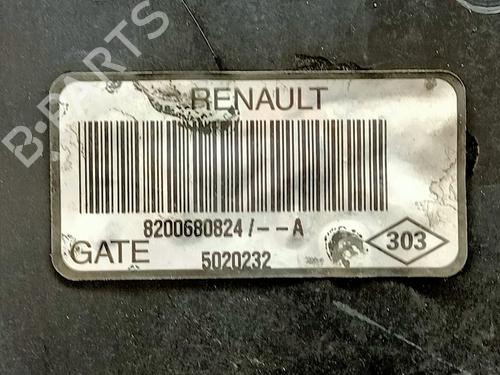 B-PARTS
RENAULT
8200680824/--A
GATE
5020232
303